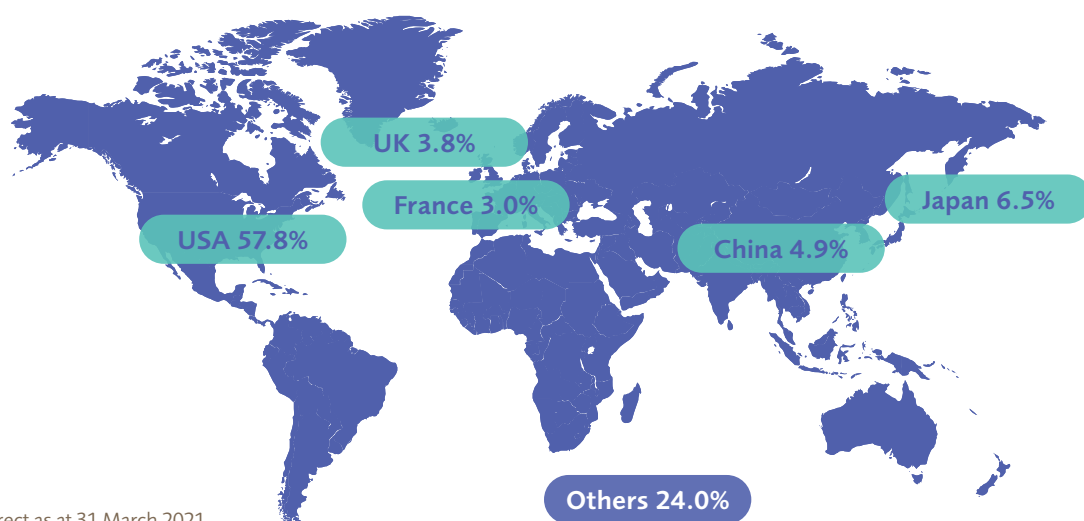 UK 3.8%
France 3.0%
Japan 6.5%
USA 57.8%
China 4.9%
Others 24.0%
as at 31 March 2021